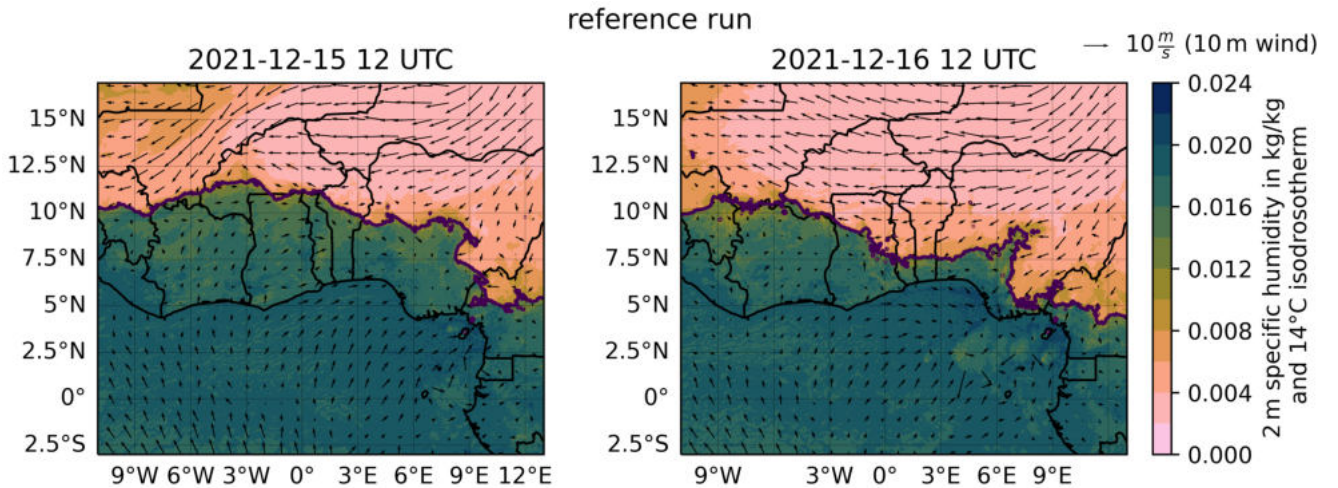 reference run
2021-12-15 12 UTC
2021-12-16 12 UTC
10 m/s (10 m wind)
15°N
12.5°N
10°N
7.5°N
5°N
2.5°N
0°
2.5°S
9°W 6°W 3°W 0° 3°E 6°E 9°E 12°E
15°N
12.5°N
10°N
7.5°N
5°N
2.5°N
0°
2.5°S
9°W 3°W 0° 3°E 6°E 9°E
0.024
0.020
0.016
0.012
0.008
0.004
0.000
2 m specific humidity in kg/kg
and 14°C isodrosotherm